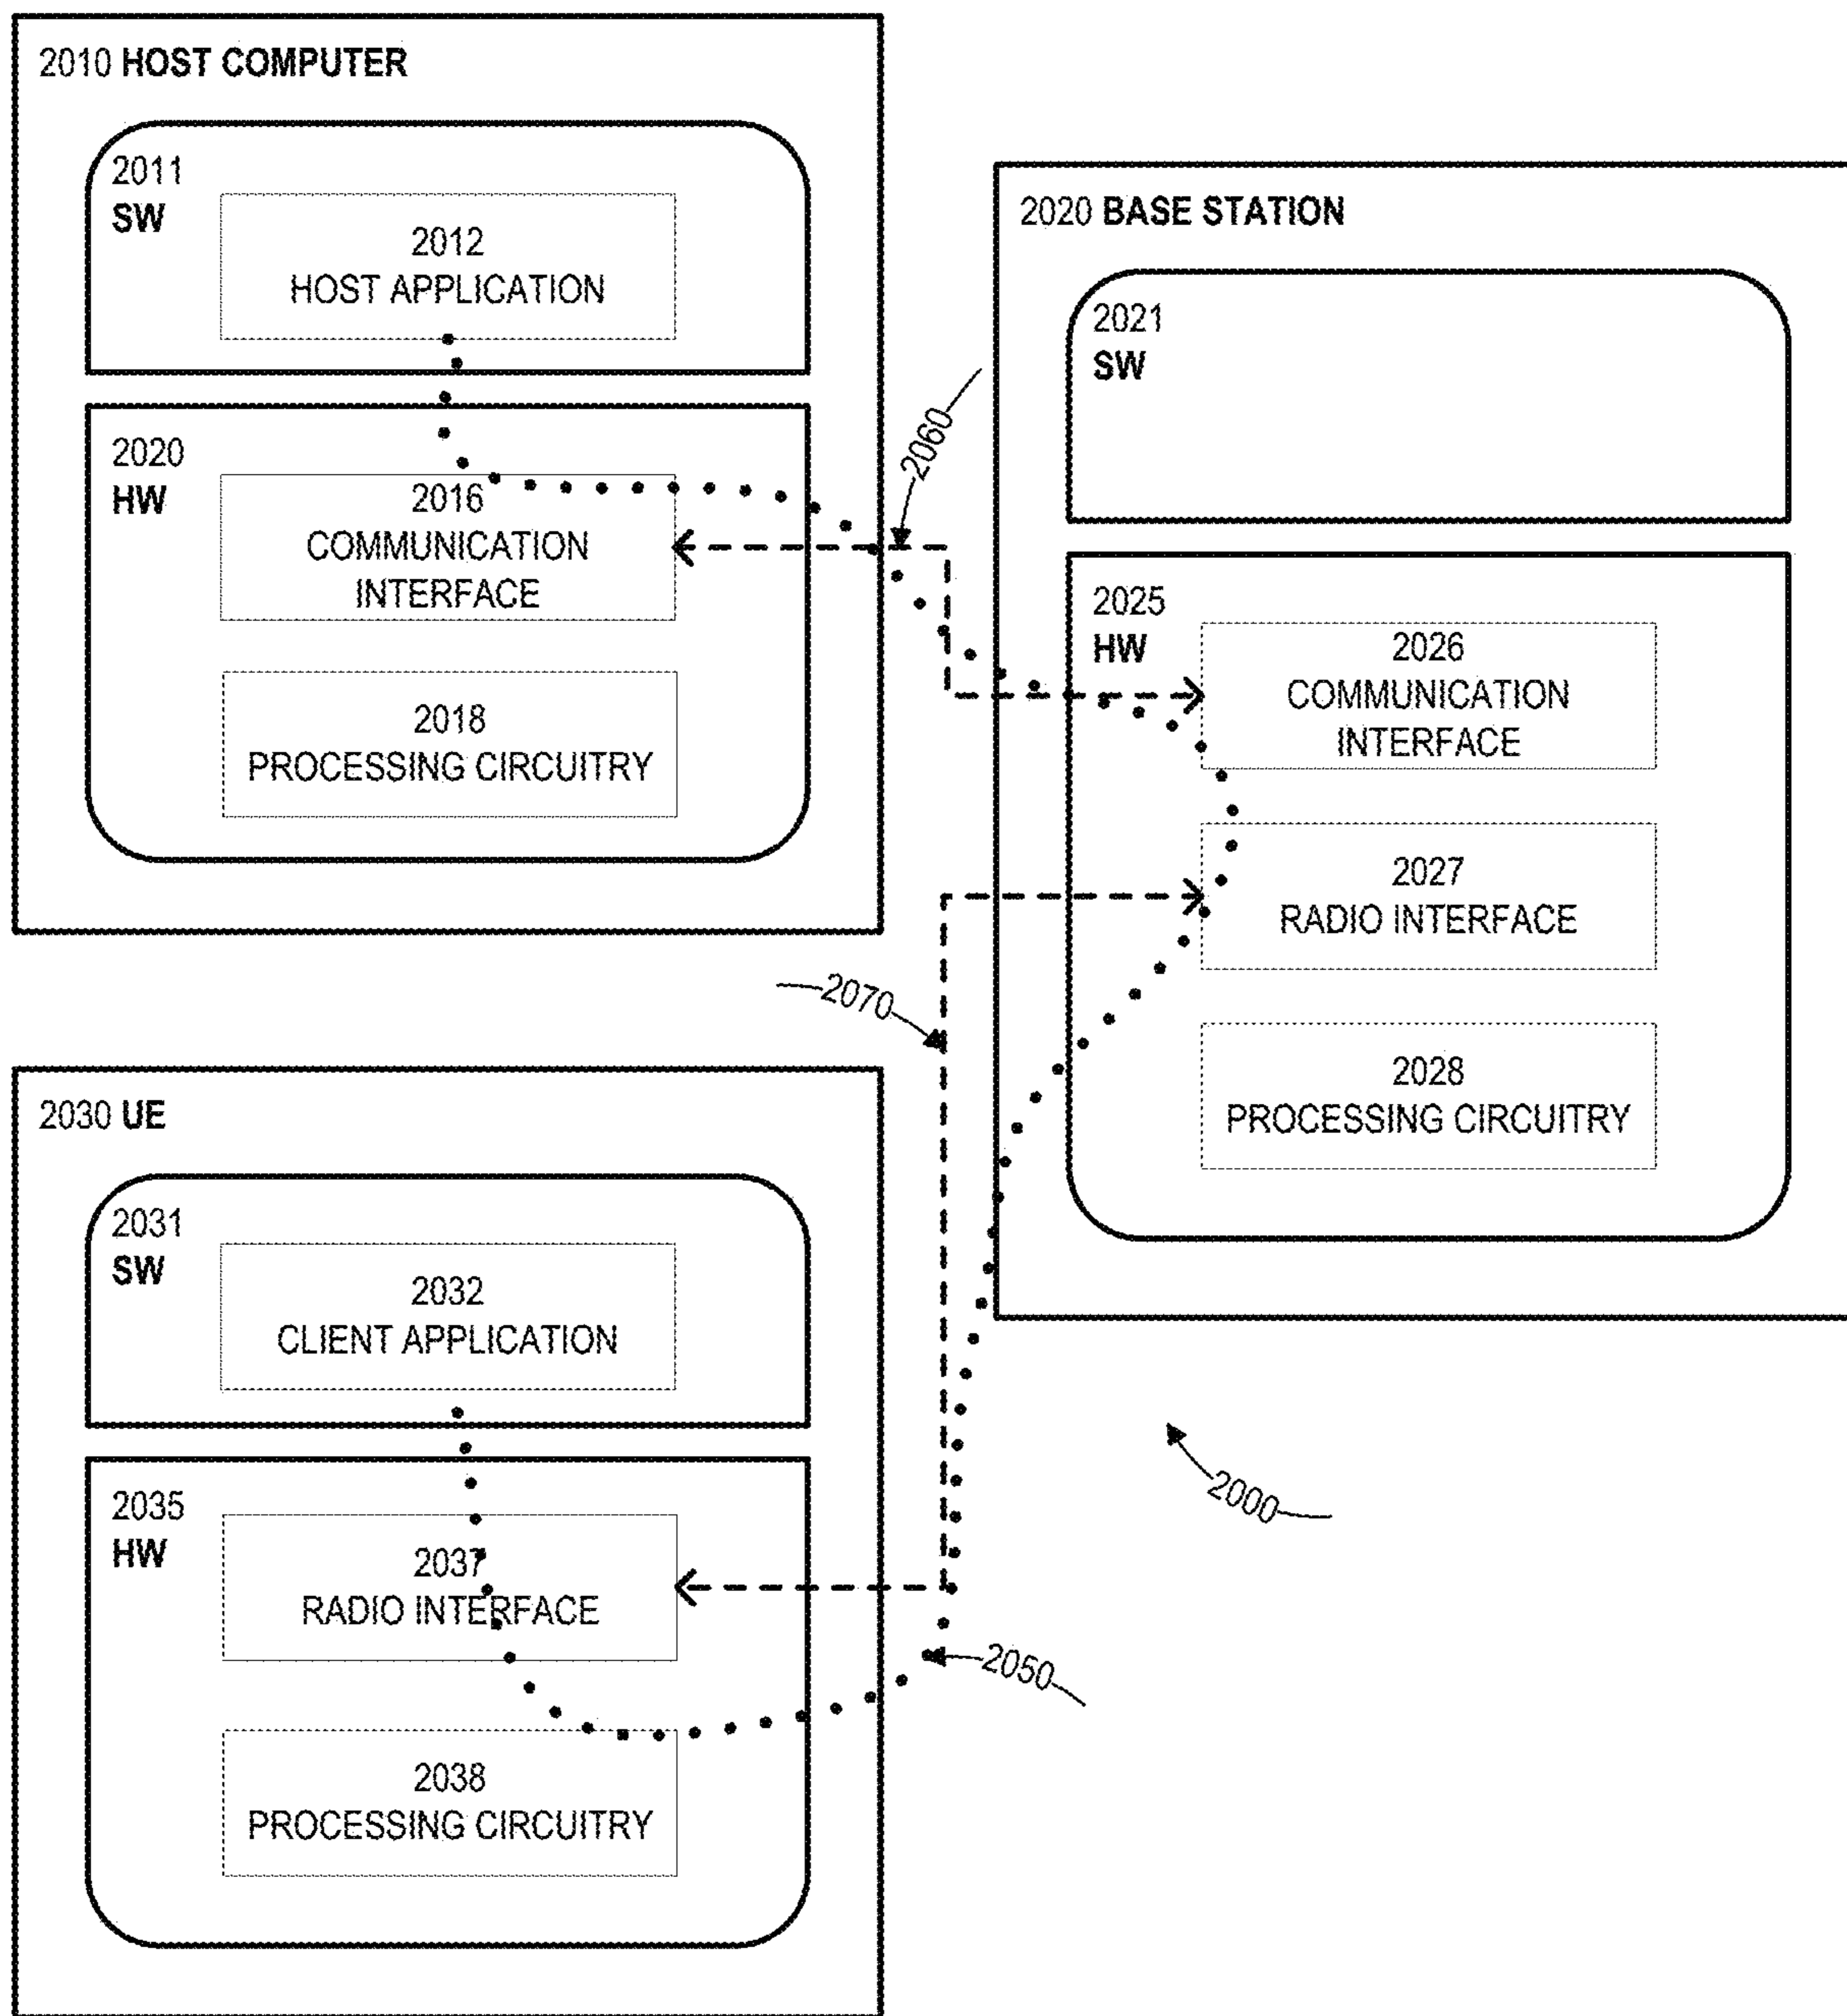 2010 HOST COMPUTER
2011
SW
2012
HOST APPLICATION
2020
HW
2016
COMMUNICATION
INTERFACE
2018
PROCESSING CIRCUITRY
2060
2020 BASE STATION
2021
SW
2025
HW
2026
COMMUNICATION
INTERFACE
2027
RADIO INTERFACE
2028
PROCESSING CIRCUITRY
2070
2030 UE
2031
SW
2032
CLIENT APPLICATION
2035
HW
2037
RADIO INTERFACE
2038
PROCESSING CIRCUITRY
2050
2000